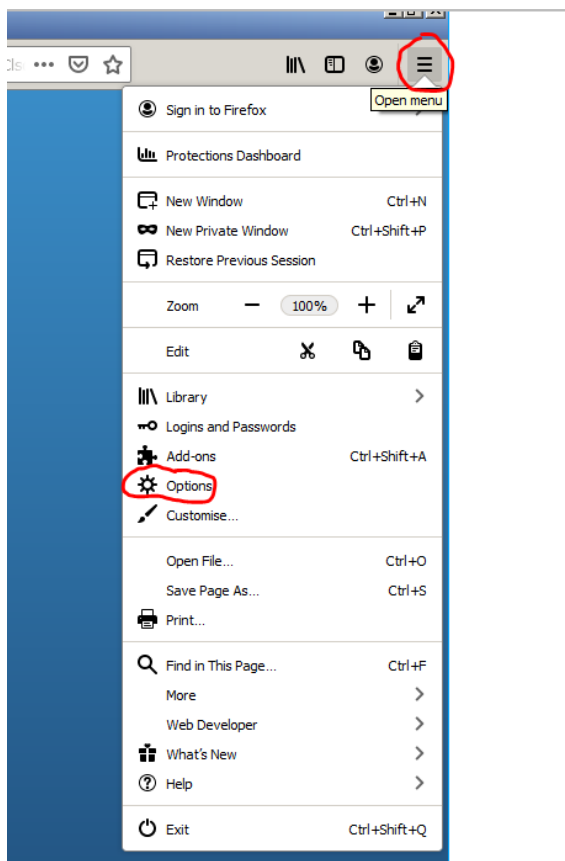 Sign in to Firefox
Open menu
Protections Dashboard
New Window Ctrl+N
New Private Window Ctrl+Shift+P
Restore Previous Session
Zoom 100%
Edit
Library
Logins and Passwords
Add-ons Ctrl+Shift+A
Options
Customise...
Open File... Ctrl+O
Save Page As... Ctrl+S
Print...
Find in This Page... Ctrl+F
More
Web Developer
What's New
Help
Exit Ctrl+Shift+Q